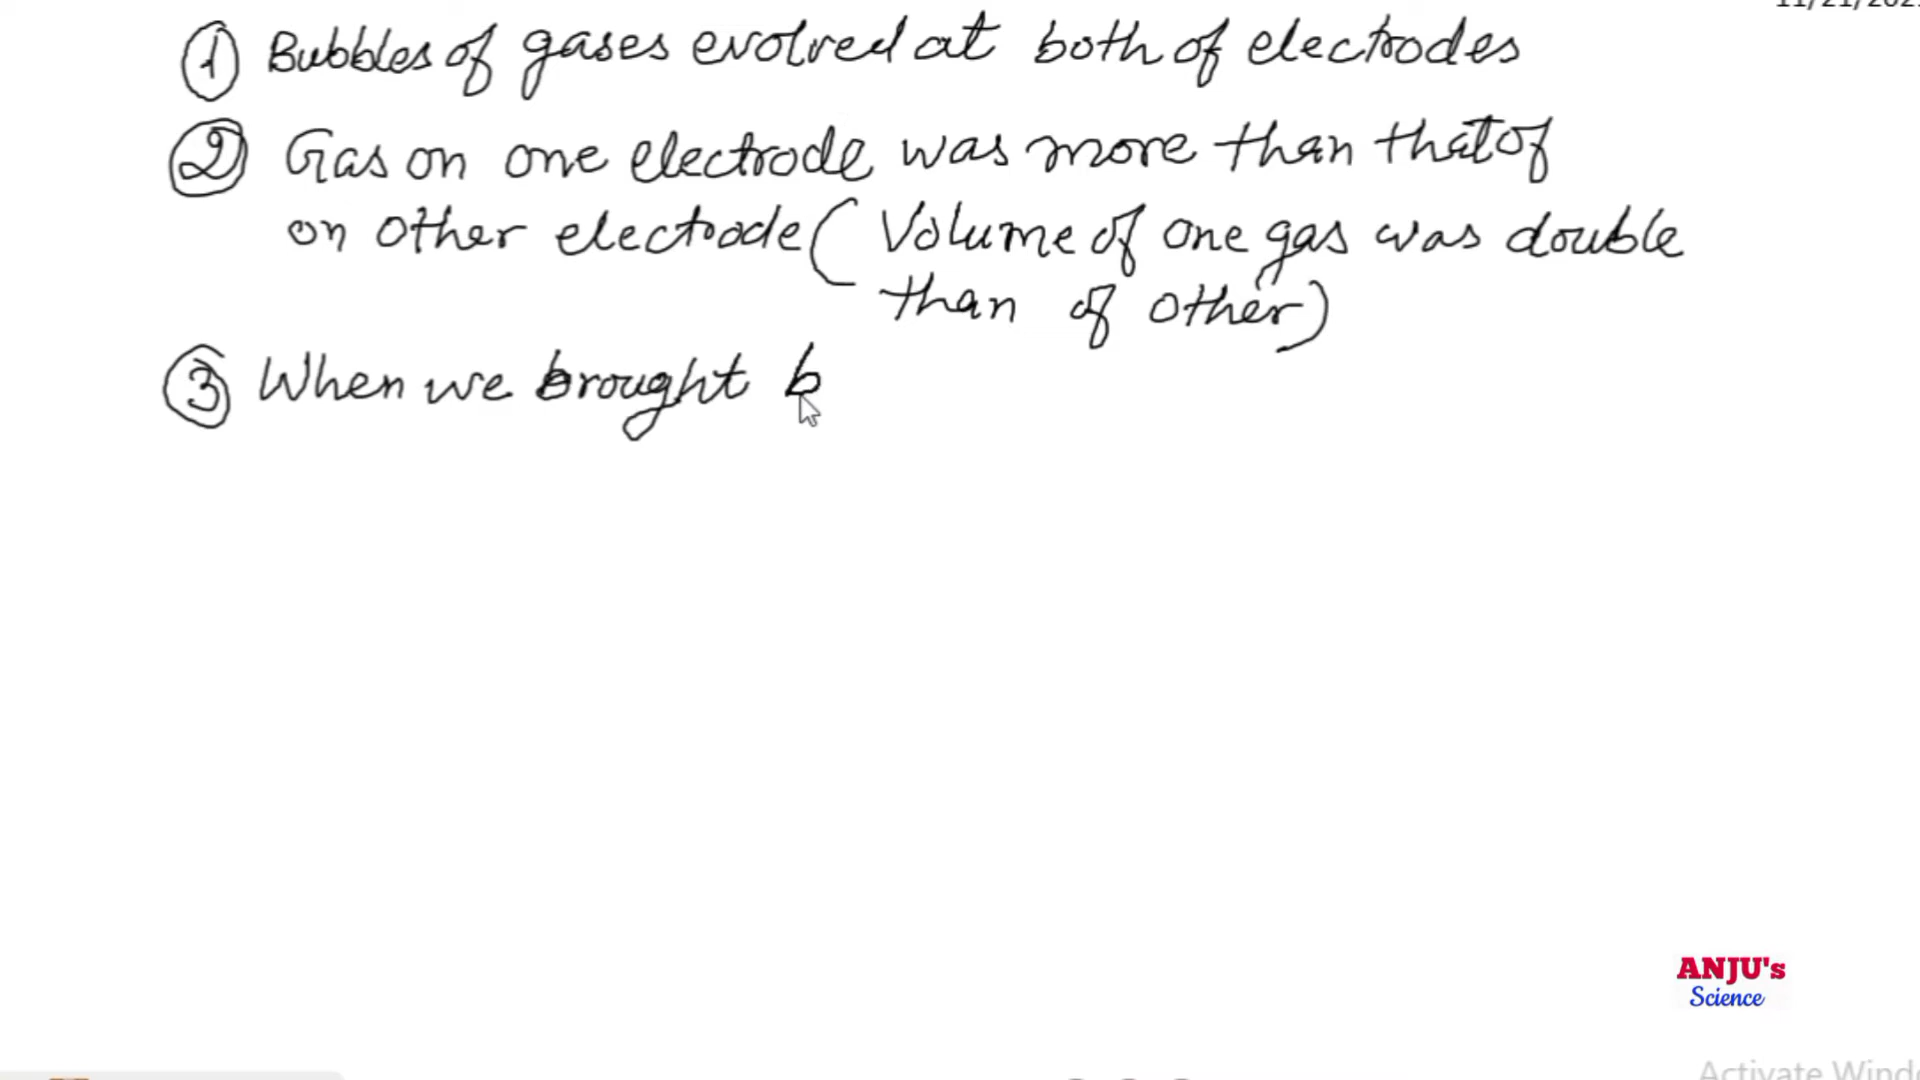 ① Bubbles of gases evolved at both of electrodes
② Gas on one electrode was more than that of
on other electrode (Volume of one gas was double
than of other)
③ When we brought b
ANJU's
Science